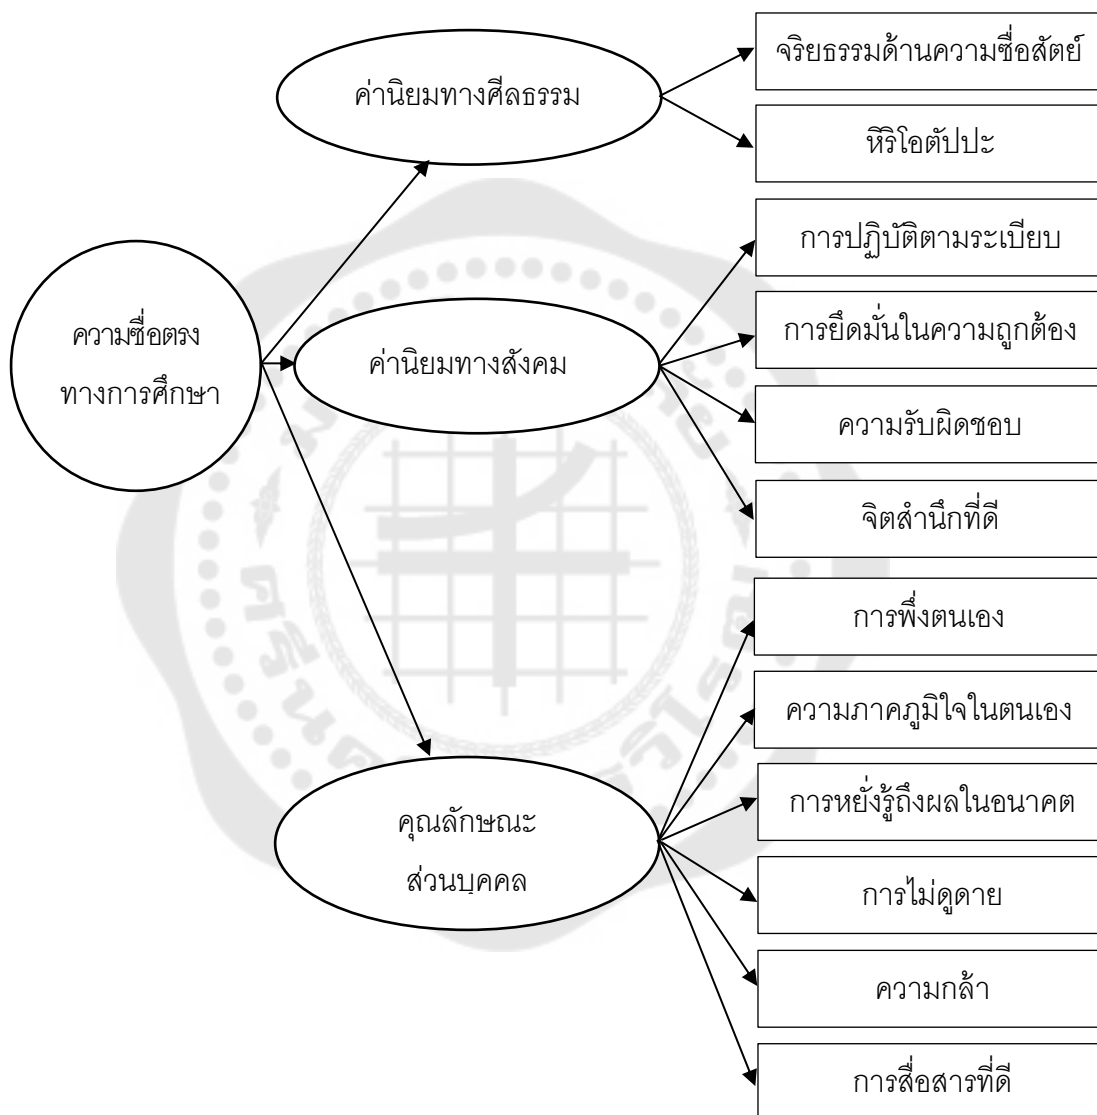 จริยธรรมด้านความซื่อสัตย์
ค่านิยมทางศีลธรรม
หิริโอตัปปะ
การปฏิบัติตามระเบียบ
ความซื่อตรง
ทางการศึกษา
ค่านิยมทางสังคม
การยึดมั่นในความถูกต้อง
ความรับผิดชอบ
จิตสำนึกที่ดี
การพึ่งตนเอง
ความภาคภูมิใจในตนเอง
คุณลักษณะ
ส่วนบุคคล
การหยั่งรู้ถึงผลในอนาคต
การไม่ดูดาย
ความกล้า
การสื่อสารที่ดี